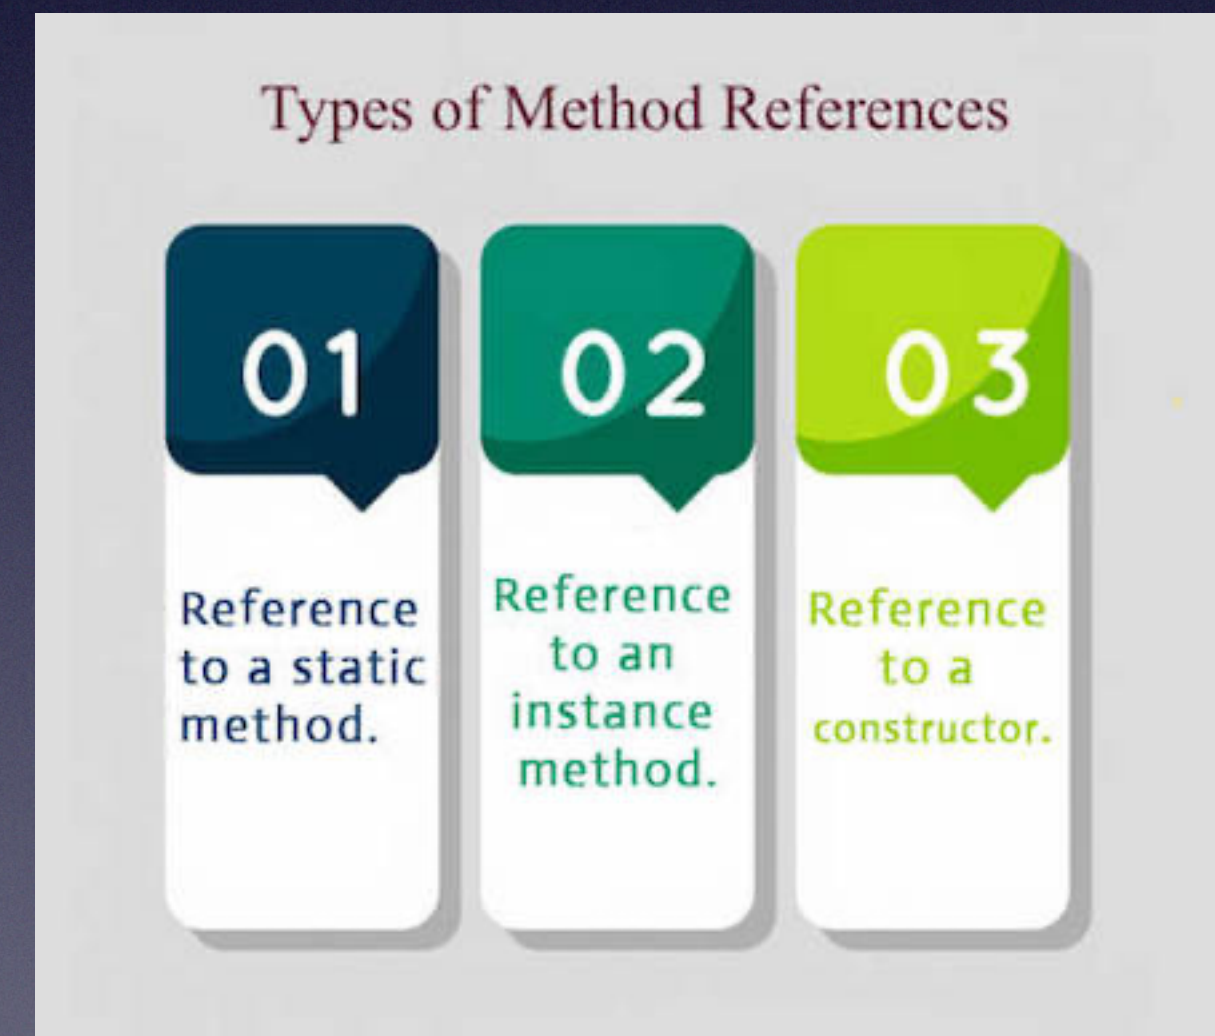 Types of Method References
01
Reference
to a static
method.
02
Reference
to an
instance
method.
03
Reference
to a
constructor.